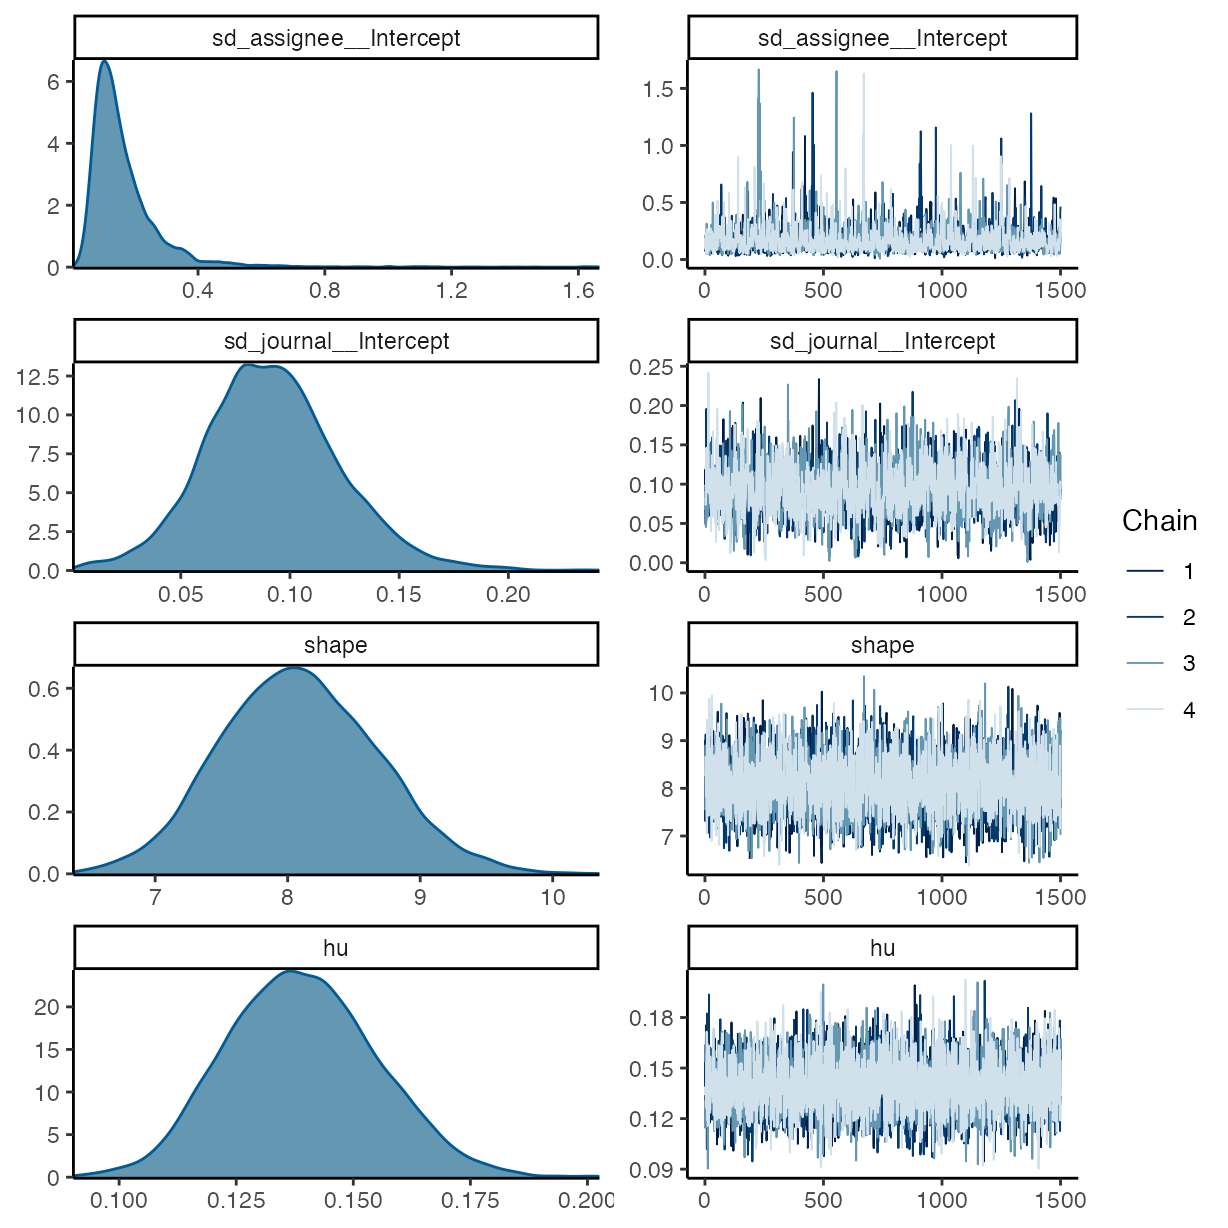 sd_assignee__Intercept
sd_assignee__Intercept
6
4
2
0
0.4 0.8 1.2 1.6
1.5
1.0
0.5
0.0
0 500 1000 1500
sd_journal__Intercept
sd_journal__Intercept
12.5
10.0
7.5
5.0
2.5
0.0
0.05 0.10 0.15 0.20
0.25
0.20
0.15
0.10
0.05
0.00
0 500 1000 1500
shape
shape
0.6
0.4
0.2
0.0
7 8 9 10
10
9
8
7
0 500 1000 1500
hu
hu
20
15
10
5
0
0.100 0.125 0.150 0.175 0.200
0.18
0.15
0.12
0.09
0 500 1000 1500
Chain
1
2
3
4